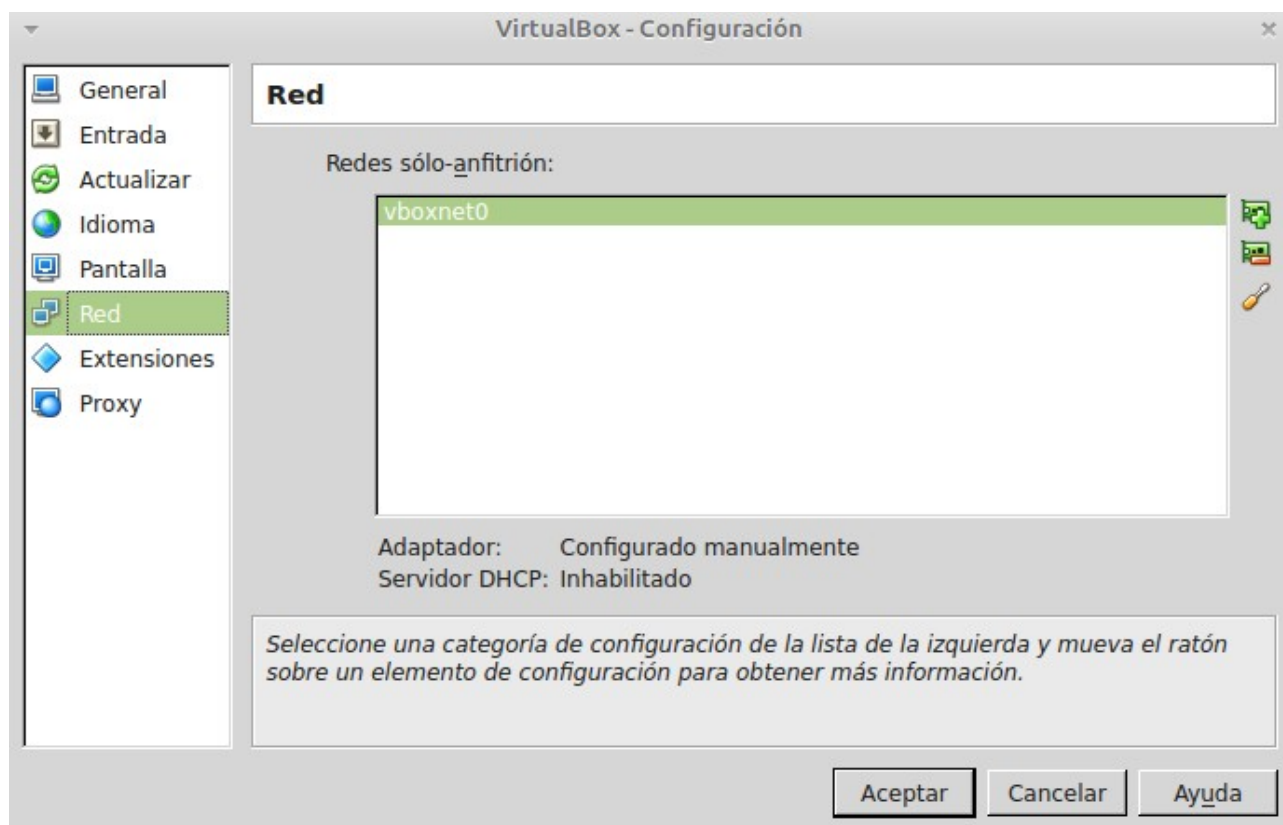 VirtualBox - Configuración
General
Entrada
Actualizar
Idioma
Pantalla
Red
Extensiones
Proxy
Red
Redes sólo-anfitrión:
vboxnet0
Adaptador: Configurado manualmente
Servidor DHCP: Inhabilitado
Seleccione una categoría de configuración de la lista de la izquierda y mueva el ratón
sobre un elemento de configuración para obtener más información.
Aceptar Cancelar Ayuda